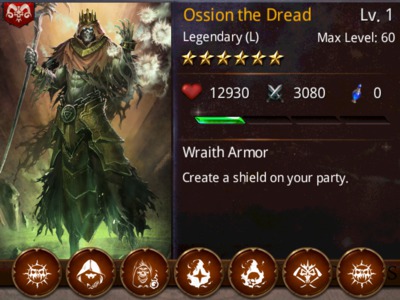 Ossion the Dread Lv. 1
Legendary (L) Max Level: 60
12930 3080 0
Wraith Armor
Create a shield on your party.